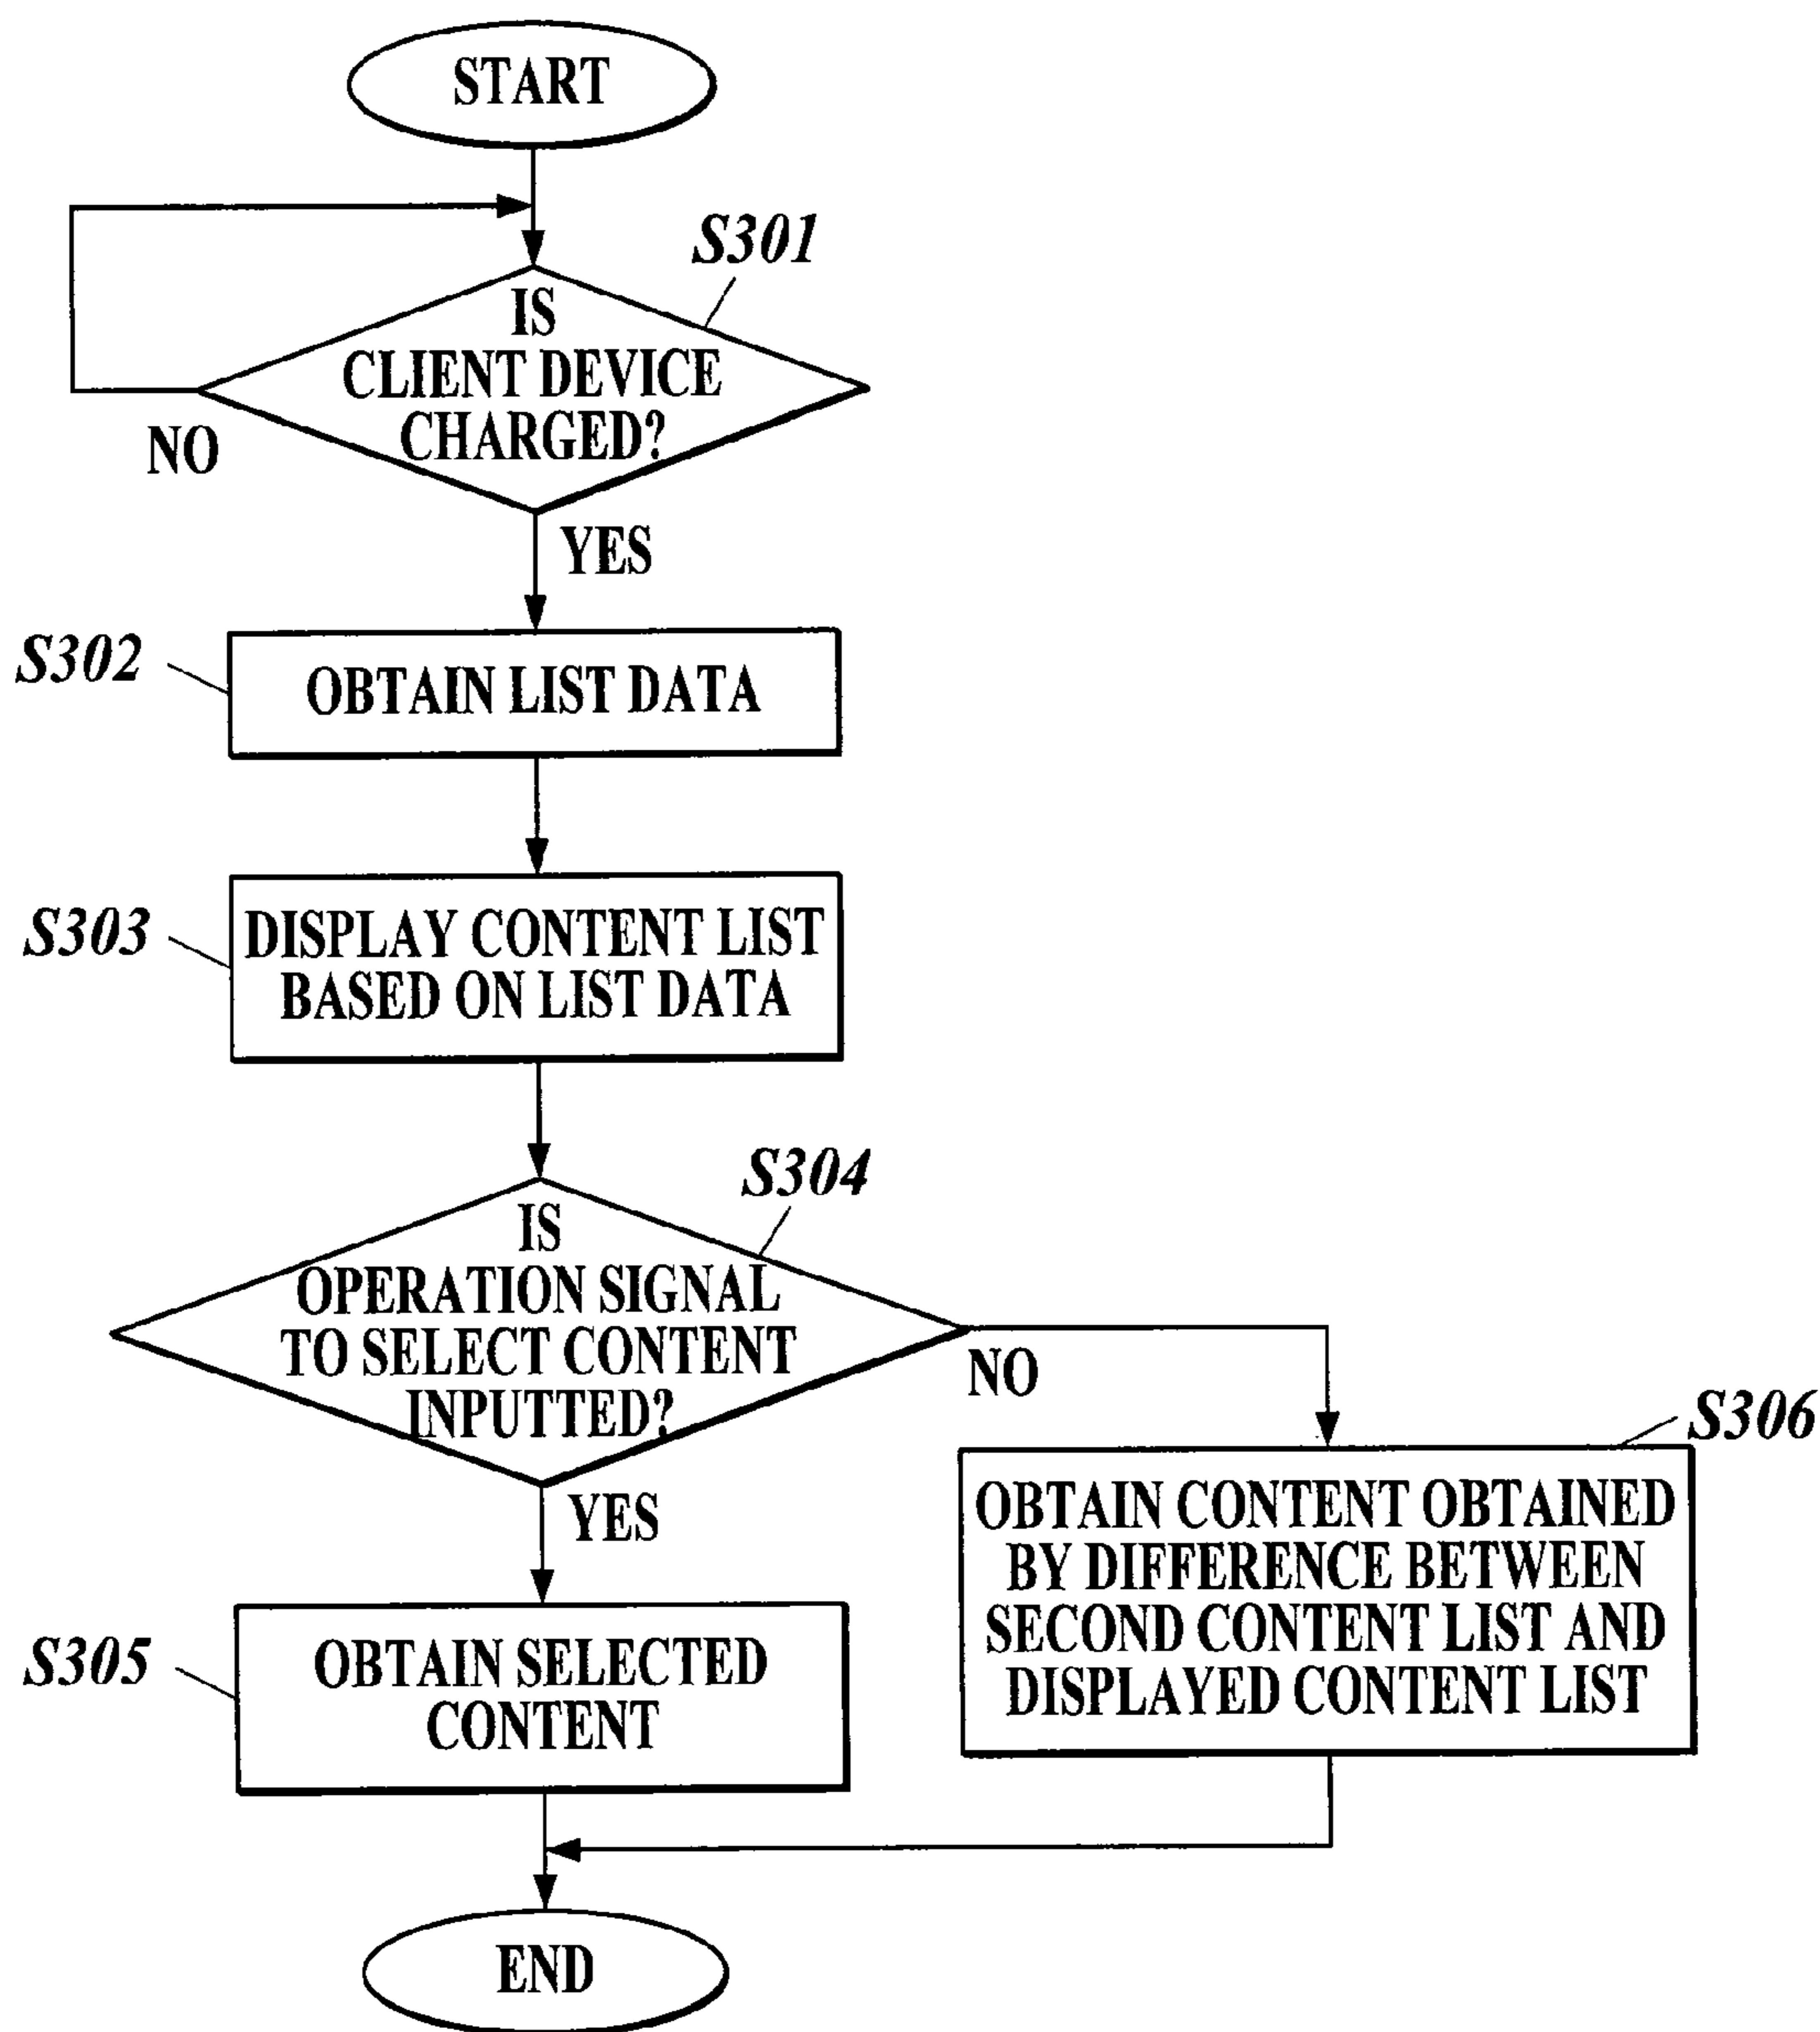 START
S301
IS
CLIENT DEVICE
CHARGED?
NO
YES
S302
OBTAIN LIST DATA
S303
DISPLAY CONTENT LIST
BASED ON LIST DATA
S304
IS
OPERATION SIGNAL
TO SELECT CONTENT
INPUTTED?
NO
YES
S306
OBTAIN CONTENT OBTAINED
BY DIFFERENCE BETWEEN
SECOND CONTENT LIST AND
DISPLAYED CONTENT LIST
S305
OBTAIN SELECTED
CONTENT
END